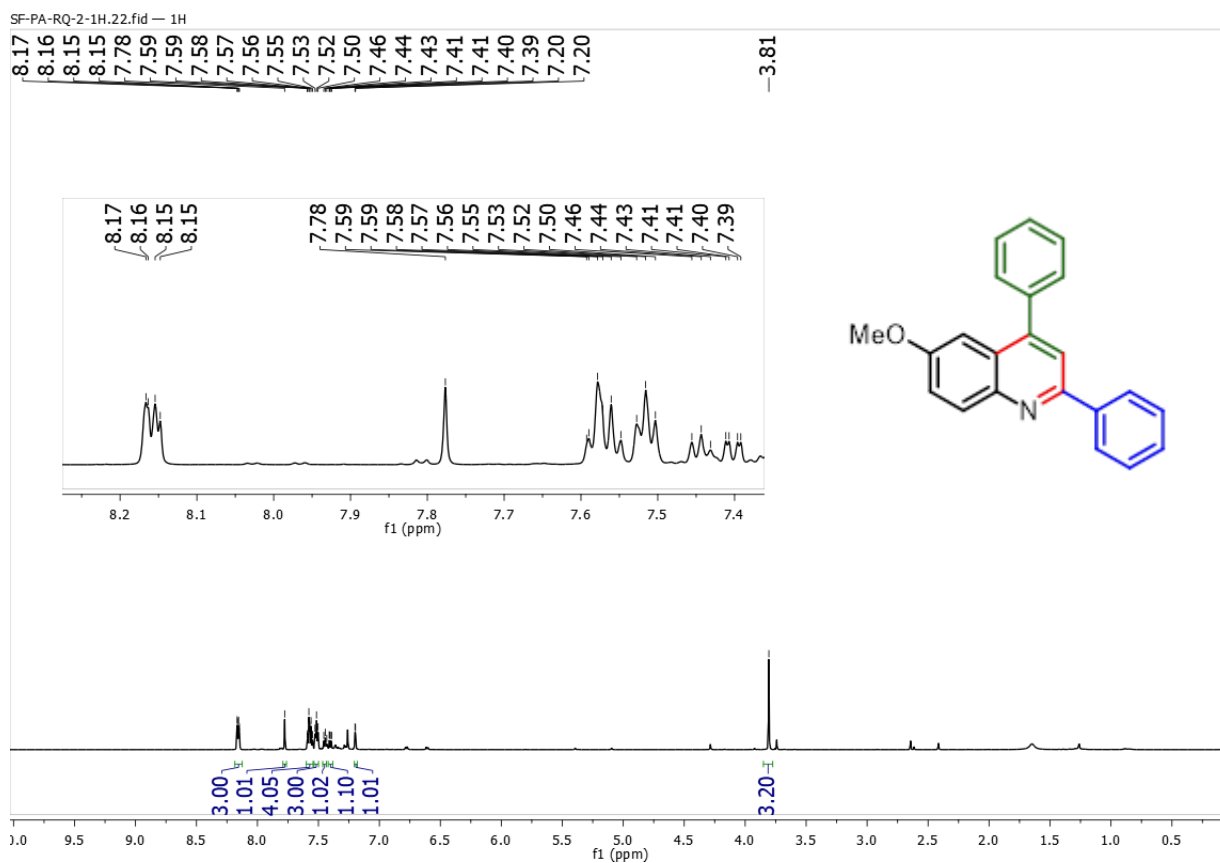 SF-PA-RQ-2-1H.22.fid — 1H
8.17 8.16 8.15 8.15 7.78 7.59 7.59 7.58 7.57 7.56 7.55 7.53 7.52 7.50 7.46 7.44 7.43 7.41 7.41 7.40 7.39 7.20 7.20 3.81
8.17 8.16 8.15 8.15 7.78 7.59 7.59 7.58 7.57 7.56 7.55 7.53 7.52 7.50 7.46 7.44 7.43 7.41 7.41 7.40 7.39
MeO
N
8.2 8.1 8.0 7.9 7.8 7.7 7.6 7.5 7.4
f1 (ppm)
3.00 1.01 4.05 3.00 1.02 1.10 1.01 3.20
0.0 9.5 9.0 8.5 8.0 7.5 7.0 6.5 6.0 5.5 5.0 4.5 4.0 3.5 3.0 2.5 2.0 1.5 1.0 0.5
f1 (ppm)